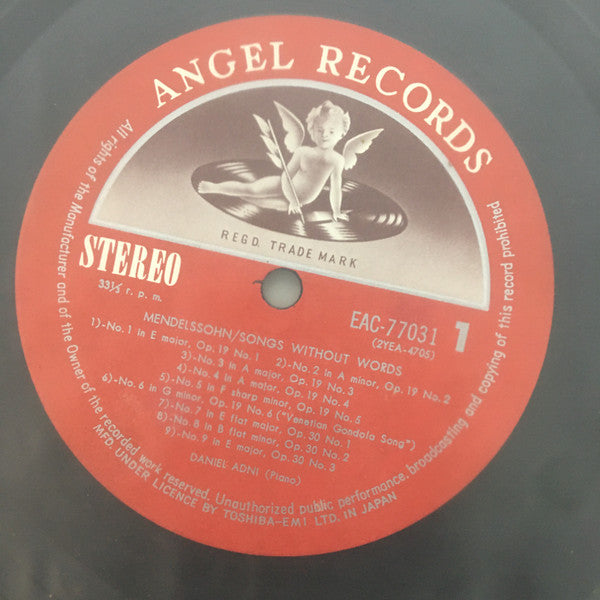 ANGEL RECORDS
REGD. TRADE MARK
STEREO
33⅓ r. p. m.
EAC-77031
(2YEA-4705)
1
MENDELSSOHN/SONGS WITHOUT WORDS
1)-No. 1 in E major, Op. 19 No. 1 2)-No. 2 in A minor, Op. 19 No. 2
3)-No. 3 in A major, Op. 19 No. 3
4)-No. 4 in A major, Op. 19 No. 4
5)-No. 5 in F sharp minor, Op. 19 No. 5
6)-No. 6 in G minor, Op. 19 No. 6 ("Venetian Gondola Song")
7)-No. 7 in E flat major, Op. 30 No. 1
8)-No. 8 in B flat minor, Op. 30 No. 2
9)-No. 9 in E major, Op. 30 No. 3
DANIEL ADNI (Piano)
All rights of the Manufacturer and of the Owner of the recorded work reserved. Unauthorized public performance, broadcasting and copying of this record prohibited
MFD. UNDER LICENCE BY TOSHIBA-EMI LTD. IN JAPAN